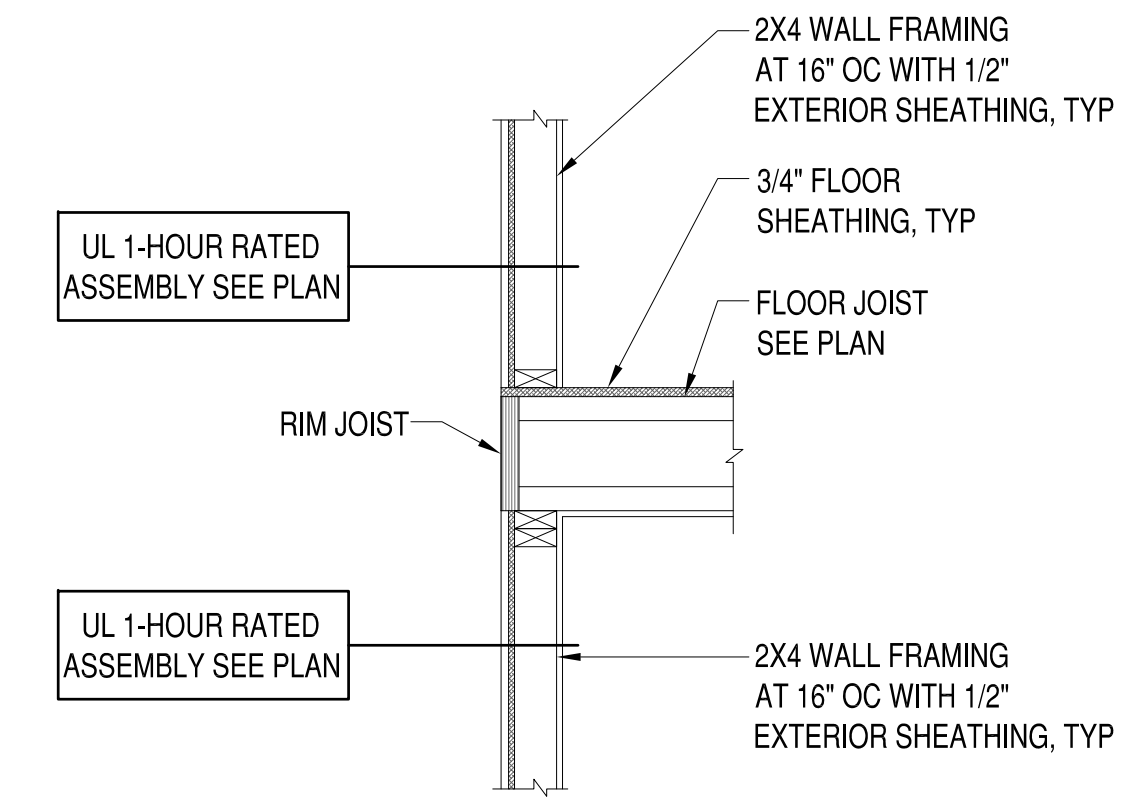 2X4 WALL FRAMING
AT 16" OC WITH 1/2"
EXTERIOR SHEATHING, TYP
3/4" FLOOR
SHEATHING, TYP
UL 1-HOUR RATED
ASSEMBLY SEE PLAN
FLOOR JOIST
SEE PLAN
RIM JOIST
UL 1-HOUR RATED
ASSEMBLY SEE PLAN
2X4 WALL FRAMING
AT 16" OC WITH 1/2"
EXTERIOR SHEATHING, TYP